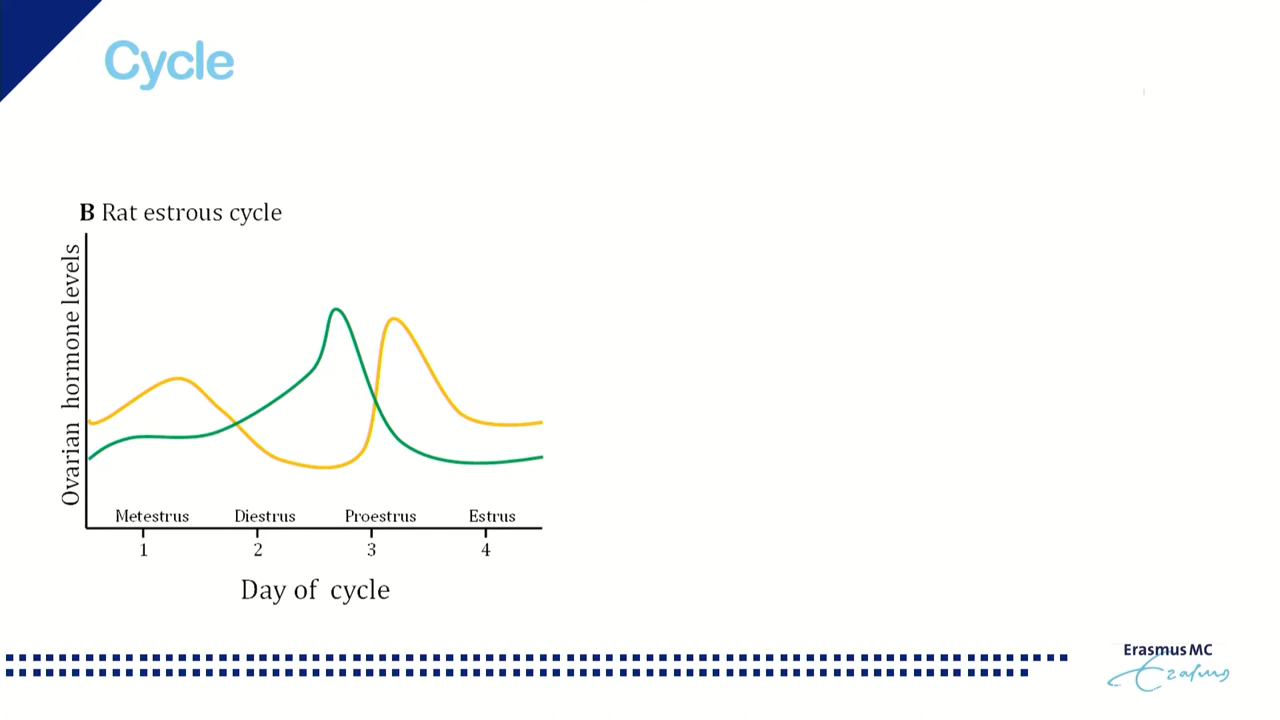 Cycle
B Rat estrous cycle
Ovarian hormone levels
Metestrus Diestrus Proestrus Estrus
1 2 3 4
Day of cycle
Erasmus MC
Erasmus